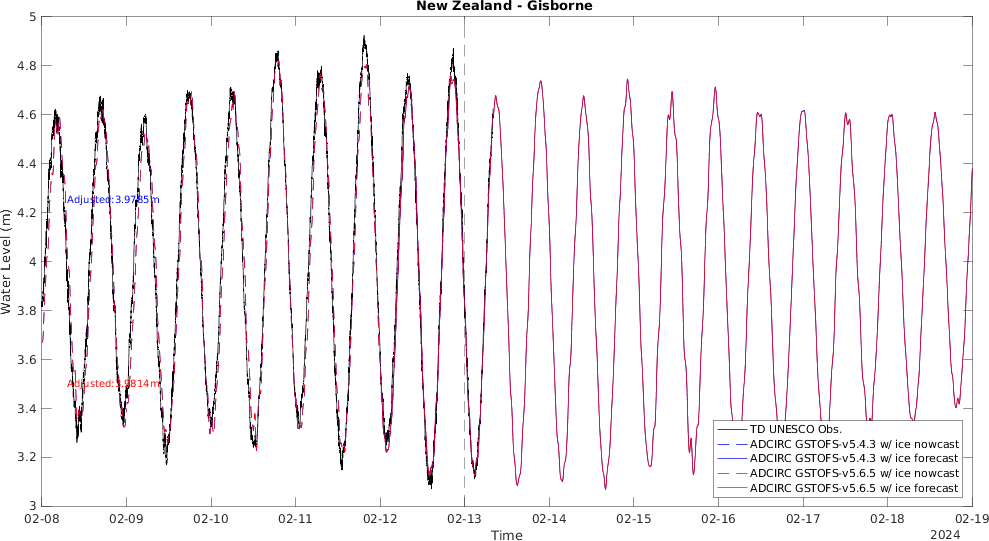 New Zealand - Gisborne
5
4.8
4.6
4.4
4.2
4
3.8
3.6
3.4
3.2
3
Water Level (m)
Adjusted:3.9785m
Adjusted:3.9814m
TD UNESCO Obs.
ADCIRC GSTOFS-v5.4.3 w/ ice nowcast
ADCIRC GSTOFS-v5.4.3 w/ ice forecast
ADCIRC GSTOFS-v5.6.5 w/ ice nowcast
ADCIRC GSTOFS-v5.6.5 w/ ice forecast
02-08 02-09 02-10 02-11 02-12 02-13 02-14 02-15 02-16 02-17 02-18 02-19
Time
2024